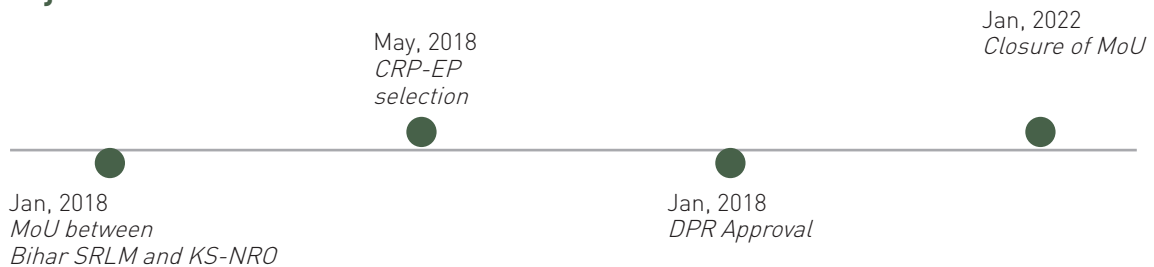 Jan, 2022
Closure of MoU
May, 2018
CRP-EP
selection
Jan, 2018
MoU between
Bihar SRLM and KS-NRO
Jan, 2018
DPR Approval